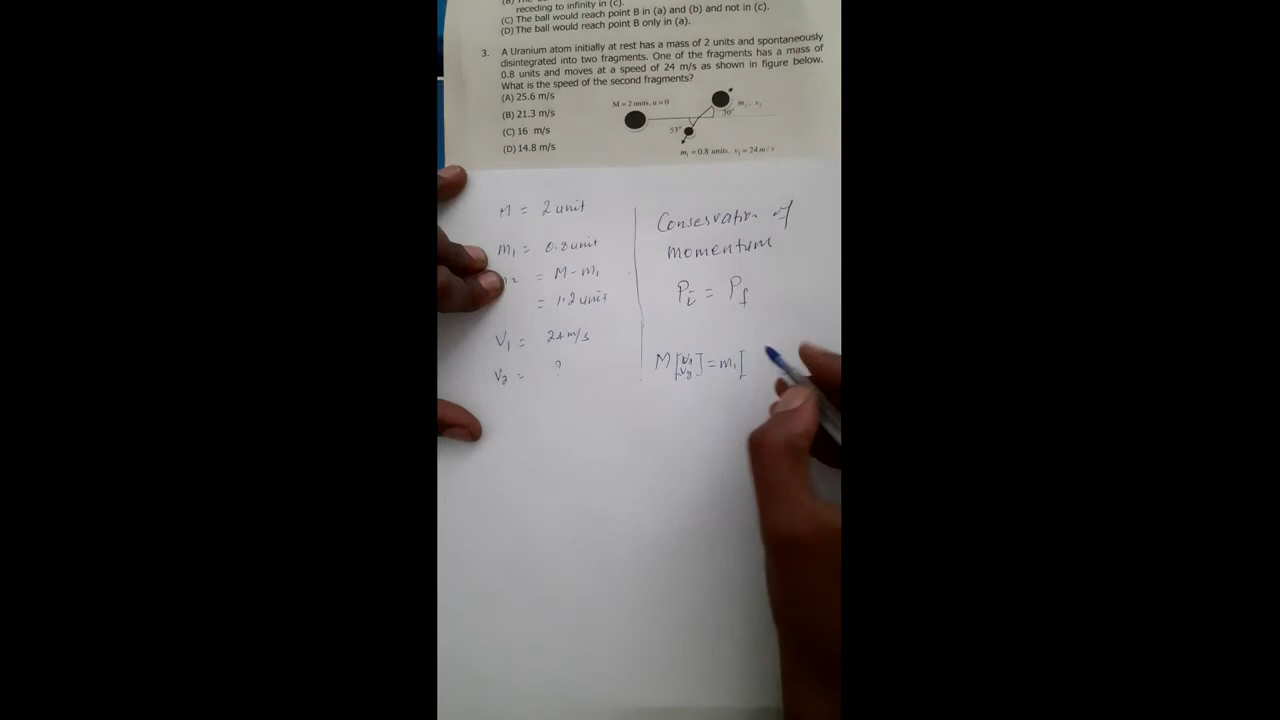 receding to infinity in (c).
(C) The ball would reach point B in (a) and (b) and not in (c).
(D) The ball would reach point B only in (a).
3. A Uranium atom initially at rest has a mass of 2 units and spontaneously
disintegrated into two fragments. One of the fragments has a mass of
0.8 units and moves at a speed of 24 m/s as shown in figure below.
What is the speed of the second fragments?
(A) 25.6 m/s
(B) 21.3 m/s
(C) 16 m/s
(D) 14.8 m/s
M = 2 units, u = 0
m₂, v₂
30°
53°
m₁ = 0.8 units, v₁ = 24 m/s
M = 2 unit
m₁ = 0.8 unit
= M - m₁
= 1.2 unit
V₁ = 24 m/s
V₂ = ?
Conservation of
momentum
Pi = Pf
= m₁[